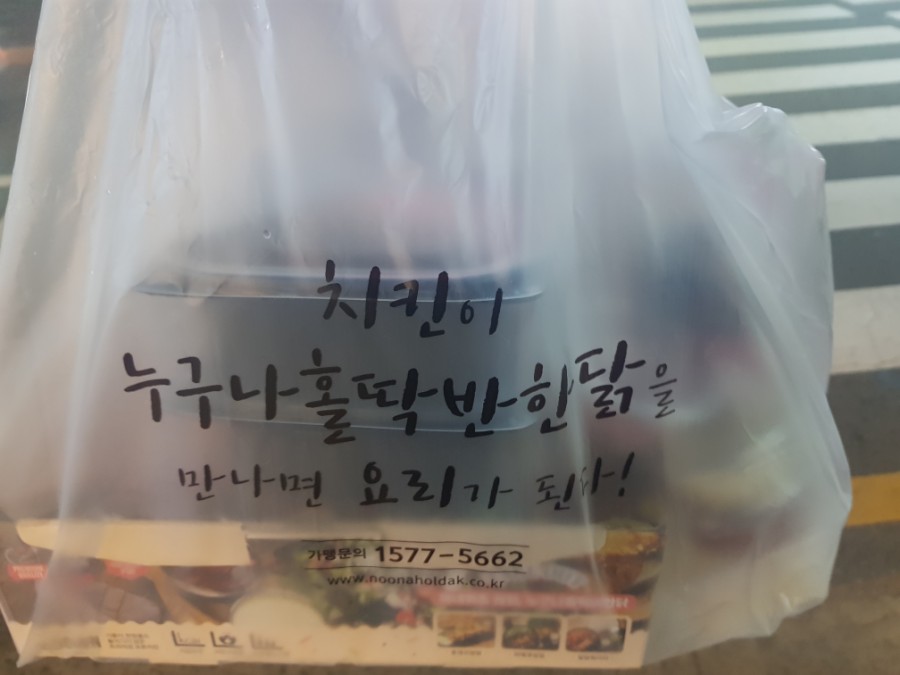 치킨이
누구나홀딱반한닭을
만나면 요리가 된다!
가맹문의 1577-5662
www.noonaholdak.co.kr